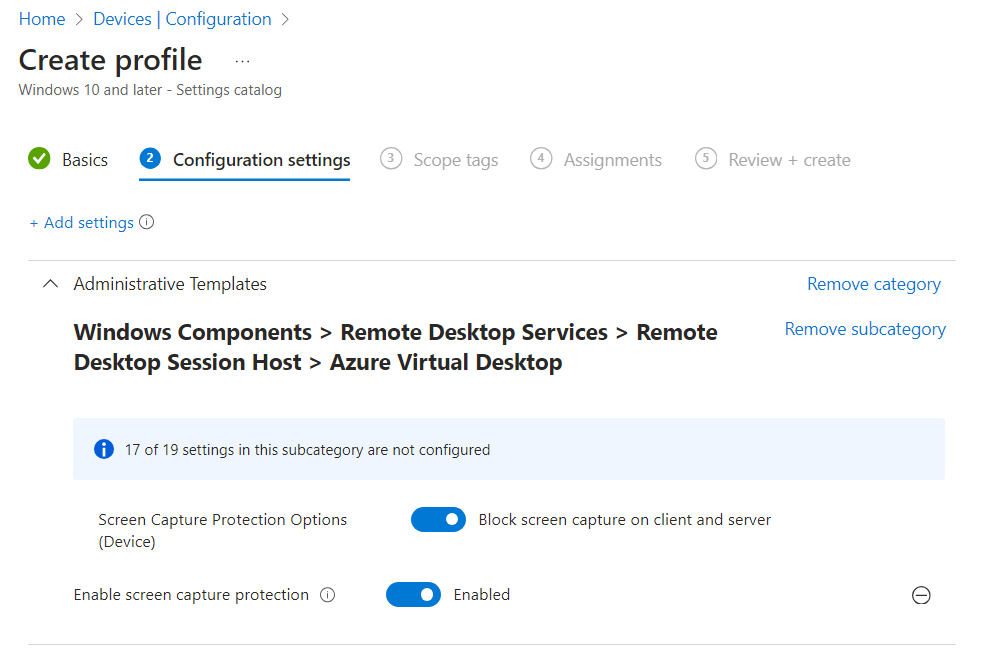 Home > Devices | Configuration >
Create profile ...
Windows 10 and later - Settings catalog
Basics 2 Configuration settings 3 Scope tags 4 Assignments 5 Review + create
+ Add settings
Administrative Templates Remove category
Windows Components > Remote Desktop Services > Remote Remove subcategory
Desktop Session Host > Azure Virtual Desktop
17 of 19 settings in this subcategory are not configured
Screen Capture Protection Options Block screen capture on client and server
(Device)
Enable screen capture protection Enabled